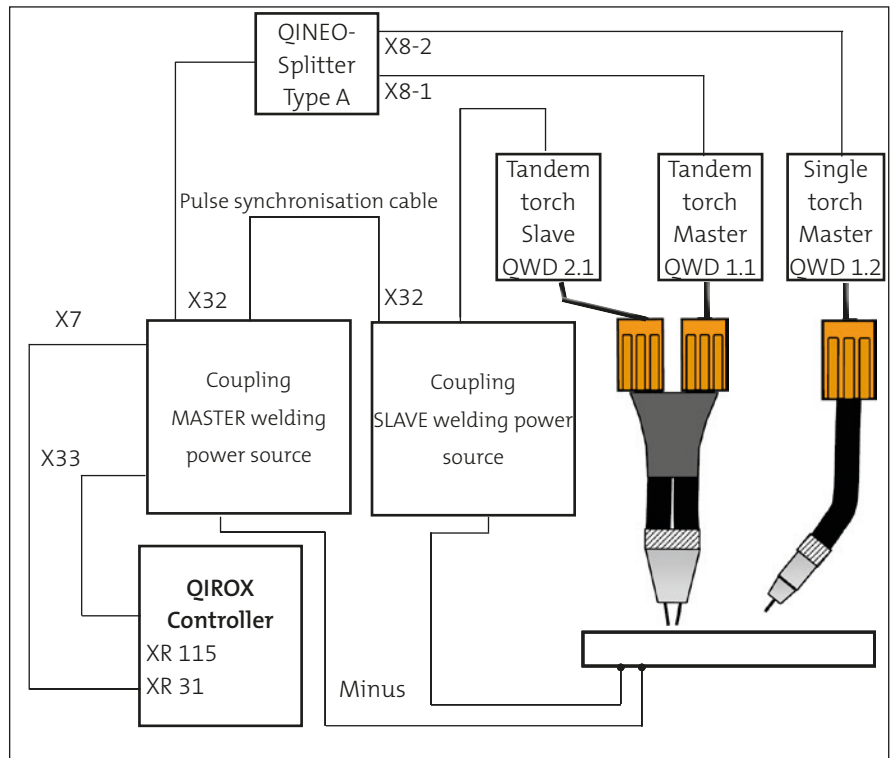 QINEO-
Splitter
Type A
X8-2
X8-1
Tandem
torch
Slave
QWD 2.1
Tandem
torch
Master
QWD 1.1
Single
torch
Master
QWD 1.2
Pulse synchronisation cable
X32
X32
X7
Coupling
MASTER welding
power source
Coupling
SLAVE welding power
source
X33
QIROX
Controller
XR 115
XR 31
Minus